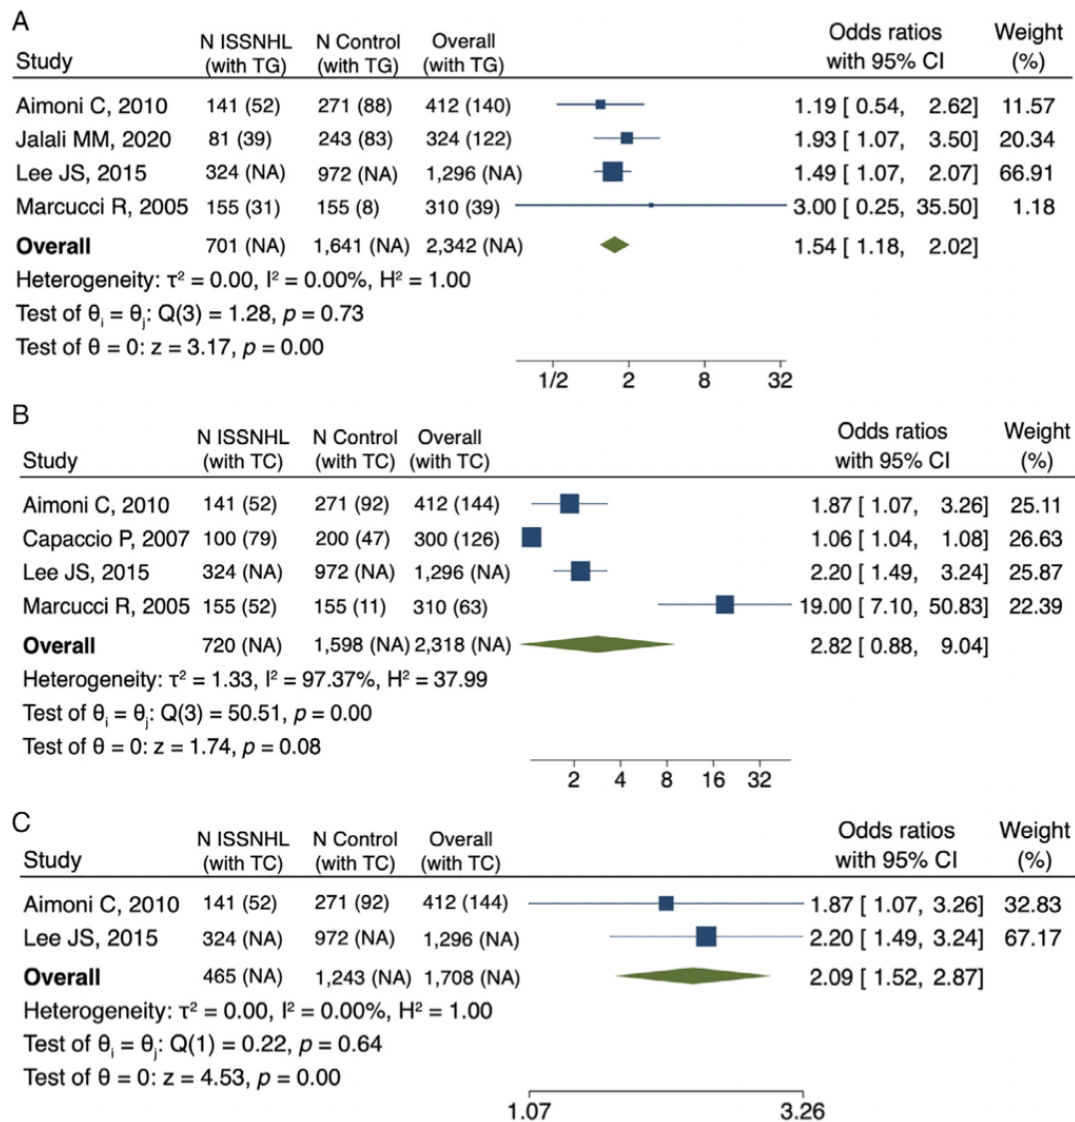 A
Study N ISSNHL (with TG) N Control (with TG) Overall (with TG) Odds ratios with 95% CI Weight (%)
Aimoni C, 2010 141 (52) 271 (88) 412 (140) 1.19 [ 0.54, 2.62] 11.57
Jalali MM, 2020 81 (39) 243 (83) 324 (122) 1.93 [ 1.07, 3.50] 20.34
Lee JS, 2015 324 (NA) 972 (NA) 1,296 (NA) 1.49 [ 1.07, 2.07] 66.91
Marcucci R, 2005 155 (31) 155 (8) 310 (39) 3.00 [ 0.25, 35.50] 1.18
Overall 701 (NA) 1,641 (NA) 2,342 (NA) 1.54 [ 1.18, 2.02]
Heterogeneity: τ² = 0.00, I² = 0.00%, H² = 1.00
Test of θᵢ = θⱼ: Q(3) = 1.28, p = 0.73
Test of θ = 0: z = 3.17, p = 0.00
1/2 2 8 32
B
Study N ISSNHL (with TC) N Control (with TC) Overall (with TC) Odds ratios with 95% CI Weight (%)
Aimoni C, 2010 141 (52) 271 (92) 412 (144) 1.87 [ 1.07, 3.26] 25.11
Capaccio P, 2007 100 (79) 200 (47) 300 (126) 1.06 [ 1.04, 1.08] 26.63
Lee JS, 2015 324 (NA) 972 (NA) 1,296 (NA) 2.20 [ 1.49, 3.24] 25.87
Marcucci R, 2005 155 (52) 155 (11) 310 (63) 19.00 [ 7.10, 50.83] 22.39
Overall 720 (NA) 1,598 (NA) 2,318 (NA) 2.82 [ 0.88, 9.04]
Heterogeneity: τ² = 1.33, I² = 97.37%, H² = 37.99
Test of θᵢ = θⱼ: Q(3) = 50.51, p = 0.00
Test of θ = 0: z = 1.74, p = 0.08
2 4 8 16 32
C
Study N ISSNHL (with TC) N Control (with TC) Overall (with TC) Odds ratios with 95% CI Weight (%)
Aimoni C, 2010 141 (52) 271 (92) 412 (144) 1.87 [ 1.07, 3.26] 32.83
Lee JS, 2015 324 (NA) 972 (NA) 1,296 (NA) 2.20 [ 1.49, 3.24] 67.17
Overall 465 (NA) 1,243 (NA) 1,708 (NA) 2.09 [ 1.52, 2.87]
Heterogeneity: τ² = 0.00, I² = 0.00%, H² = 1.00
Test of θᵢ = θⱼ: Q(1) = 0.22, p = 0.64
Test of θ = 0: z = 4.53, p = 0.00
1.07 3.26